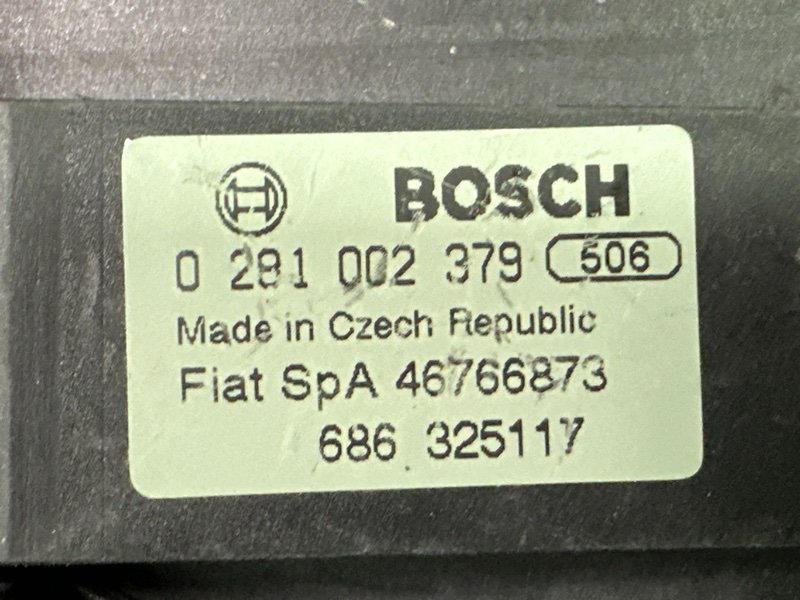 BOSCH
0 281 002 379 506
Made in Czech Republic
Fiat SpA 46766873
686 325117